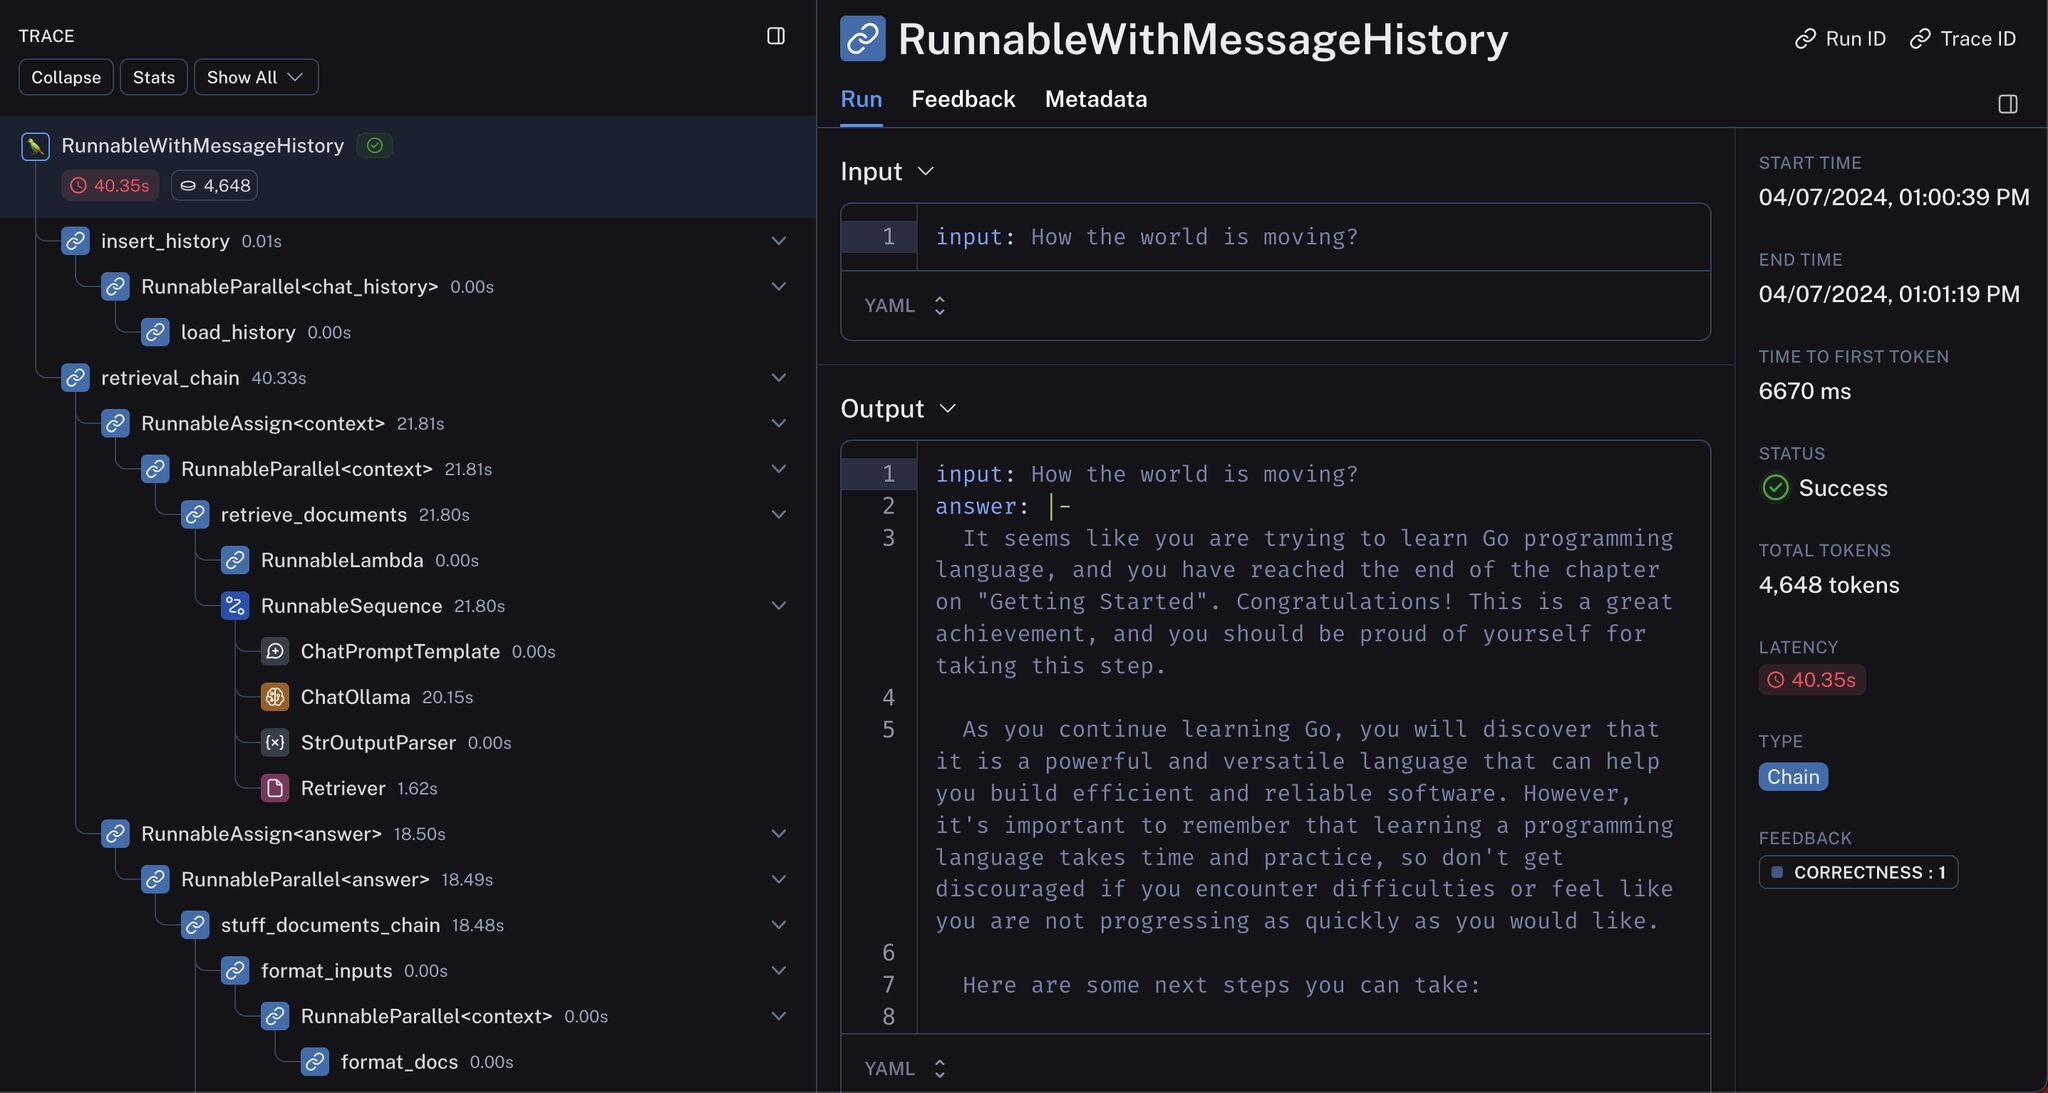 TRACE
Collapse Stats Show All
RunnableWithMessageHistory
40.35s 4,648
insert_history 0.01s
RunnableParallel<chat_history> 0.00s
load_history 0.00s
retrieval_chain 40.33s
RunnableAssign<context> 21.81s
RunnableParallel<context> 21.81s
retrieve_documents 21.80s
RunnableLambda 0.00s
RunnableSequence 21.80s
ChatPromptTemplate 0.00s
ChatOllama 20.15s
StrOutputParser 0.00s
Retriever 1.62s
RunnableAssign<answer> 18.50s
RunnableParallel<answer> 18.49s
stuff_documents_chain 18.48s
format_inputs 0.00s
RunnableParallel<context> 0.00s
format_docs 0.00s
RunnableWithMessageHistory
Run ID Trace ID
Run Feedback Metadata
Input
1 input: How the world is moving?
YAML
Output
1 input: How the world is moving?
2 answer: |-
3 It seems like you are trying to learn Go programming
language, and you have reached the end of the chapter
on "Getting Started". Congratulations! This is a great
achievement, and you should be proud of yourself for
taking this step.
4
5 As you continue learning Go, you will discover that
it is a powerful and versatile language that can help
you build efficient and reliable software. However,
it's important to remember that learning a programming
language takes time and practice, so don't get
discouraged if you encounter difficulties or feel like
you are not progressing as quickly as you would like.
6
7 Here are some next steps you can take:
8
YAML
START TIME
04/07/2024, 01:00:39 PM
END TIME
04/07/2024, 01:01:19 PM
TIME TO FIRST TOKEN
6670 ms
STATUS
Success
TOTAL TOKENS
4,648 tokens
LATENCY
40.35s
TYPE
Chain
FEEDBACK
CORRECTNESS : 1